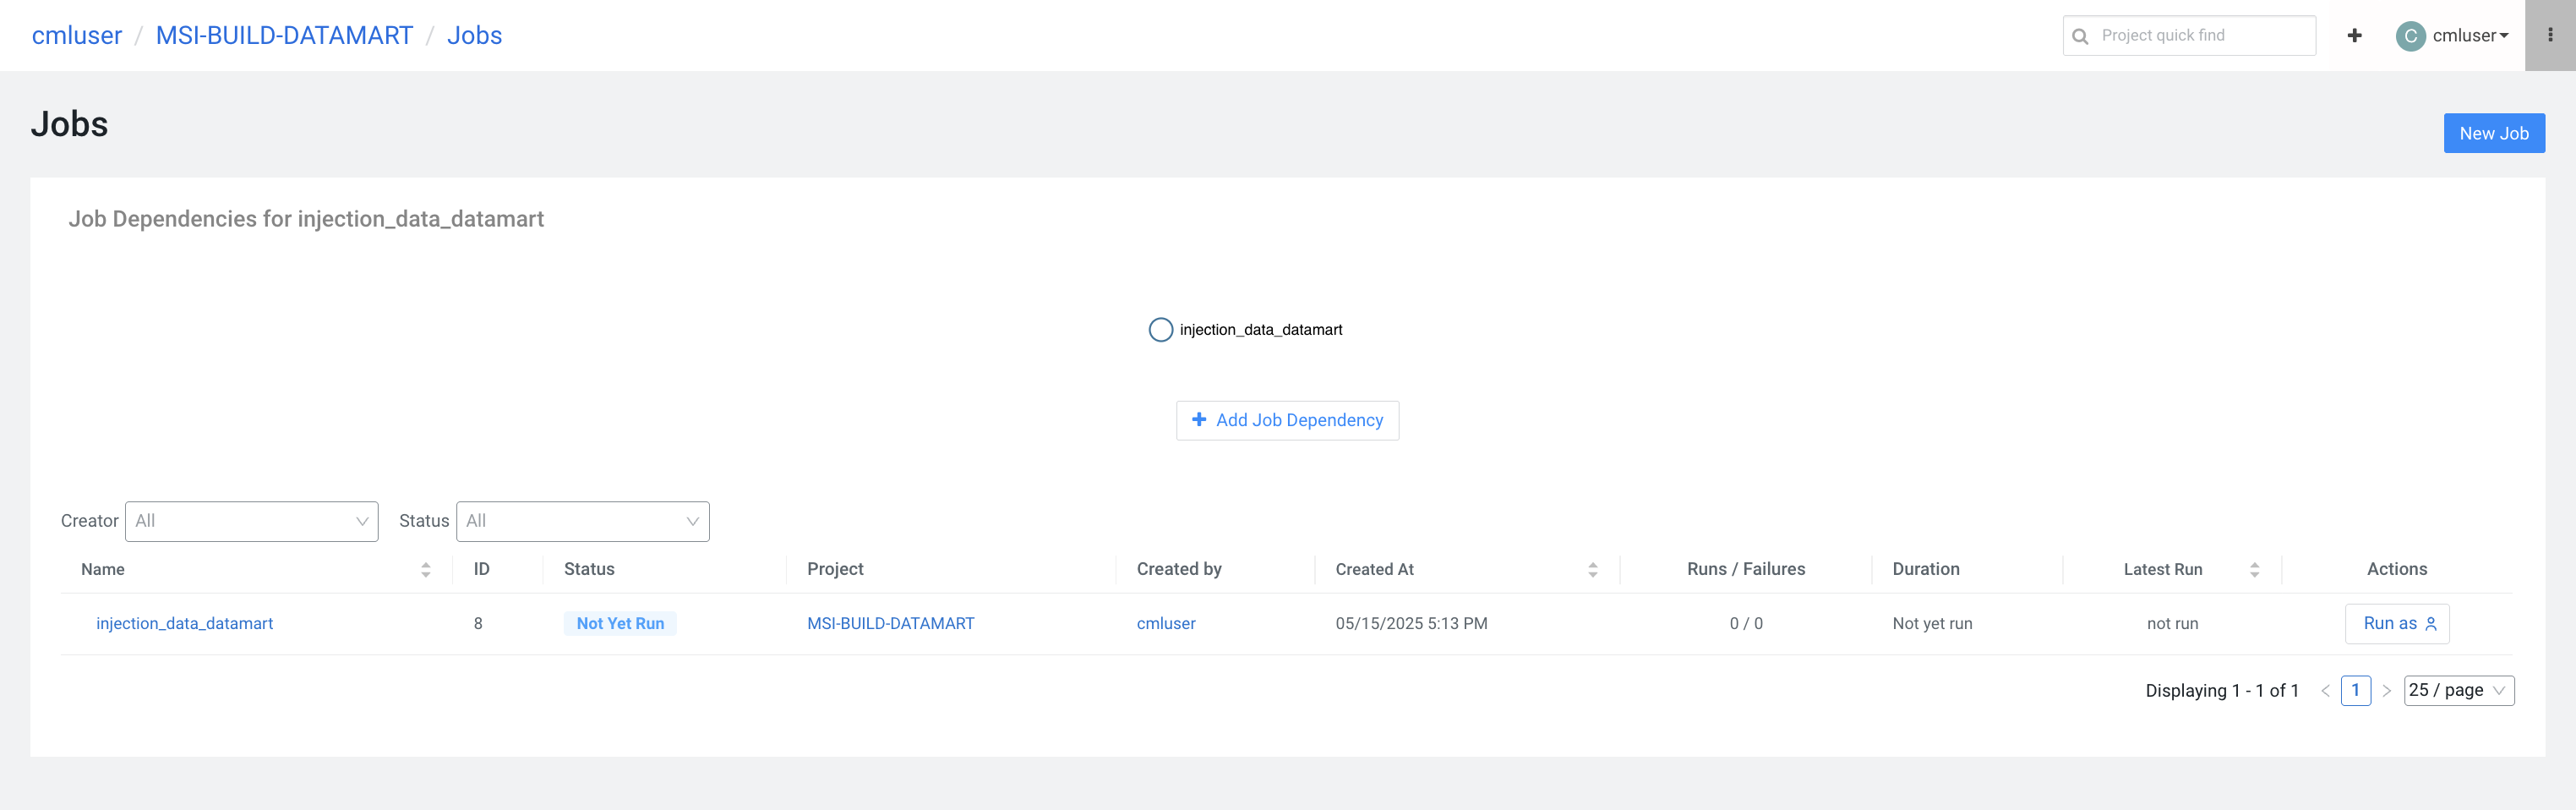 cmluser / MSI-BUILD-DATAMART / Jobs
Project quick find
C cmluser
Jobs
New Job
Job Dependencies for injection_data_datamart
injection_data_datamart
Add Job Dependency
Creator All Status All
Name ID Status Project Created by Created At Runs / Failures Duration Latest Run Actions
injection_data_datamart 8 Not Yet Run MSI-BUILD-DATAMART cmluser 05/15/2025 5:13 PM 0 / 0 Not yet run not run Run as
Displaying 1 - 1 of 1 < 1 > 25 / page